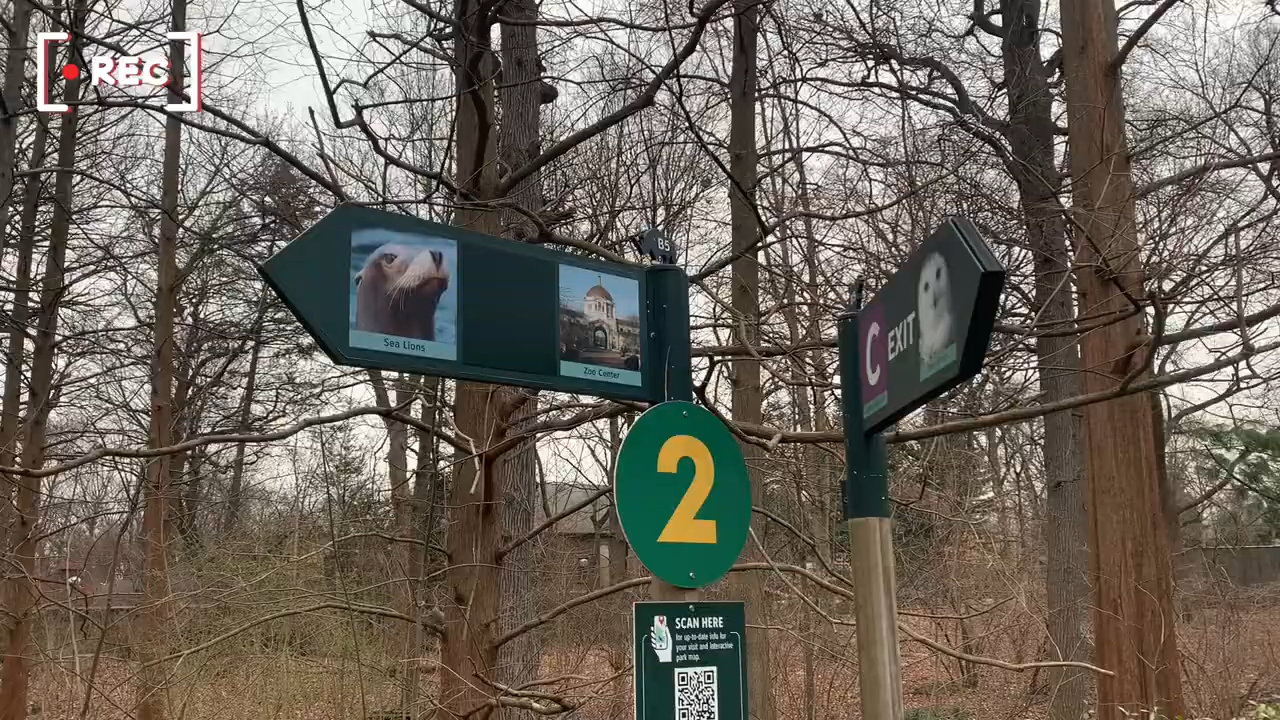 REC
B5
Sea Lions
Zoo Center
C
EXIT
2
SCAN HERE
for up-to-date info for
your visit and interactive
park map.